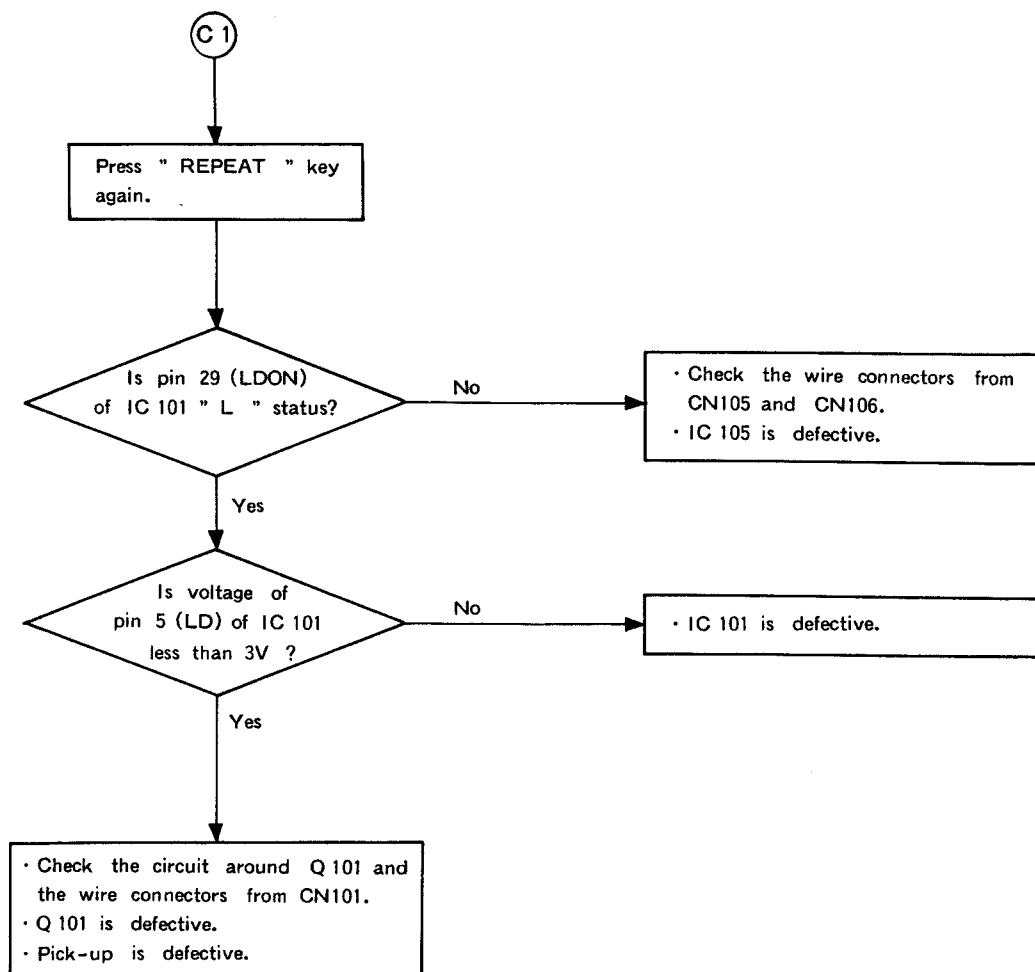 C 1
Press " REPEAT " key
again.
Is pin 29 (LDON)
of IC 101 " L " status?
No
· Check the wire connectors from
CN105 and CN106.
· IC 105 is defective.
Yes
Is voltage of
pin 5 (LD) of IC 101
less than 3V ?
No
· IC 101 is defective.
Yes
· Check the circuit around Q 101 and
the wire connectors from CN101.
· Q 101 is defective.
· Pick-up is defective.